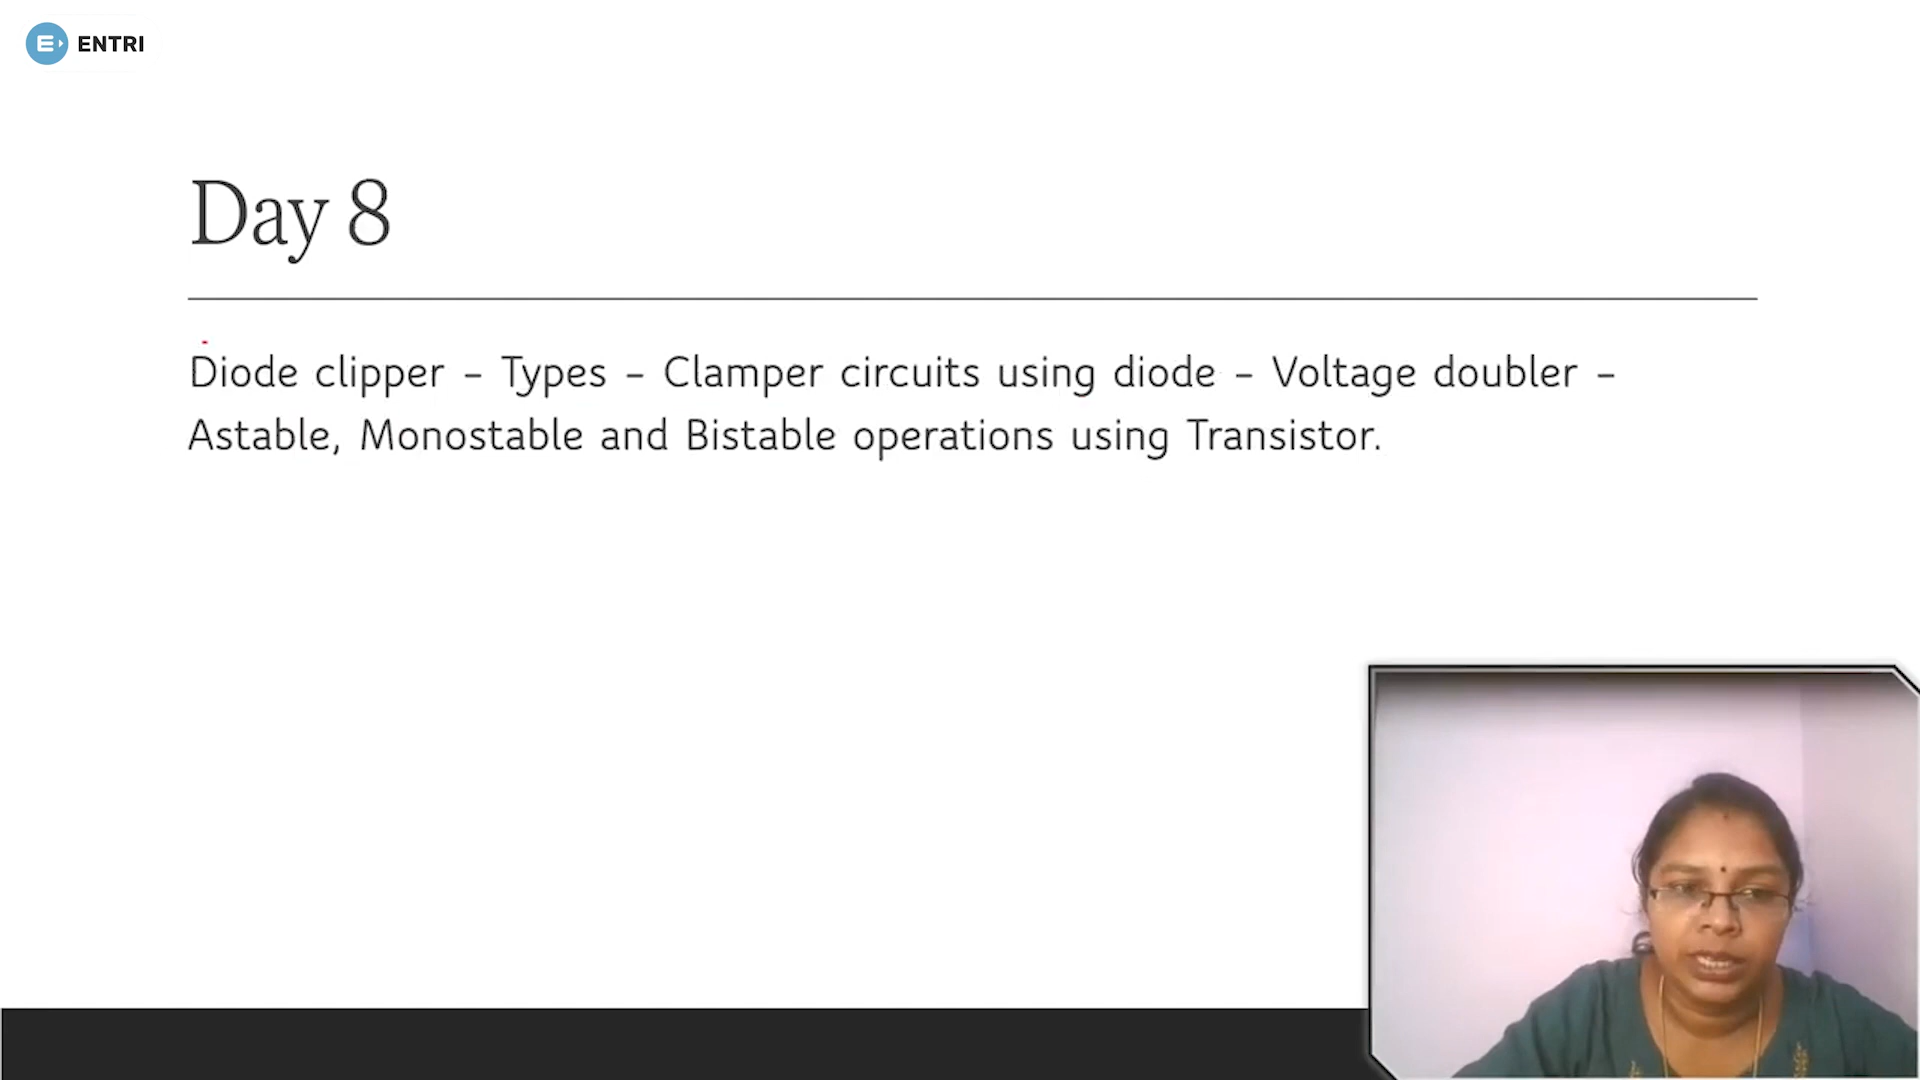 ENTRI
Day 8
Diode clipper – Types – Clamper circuits using diode – Voltage doubler –
Astable, Monostable and Bistable operations using Transistor.